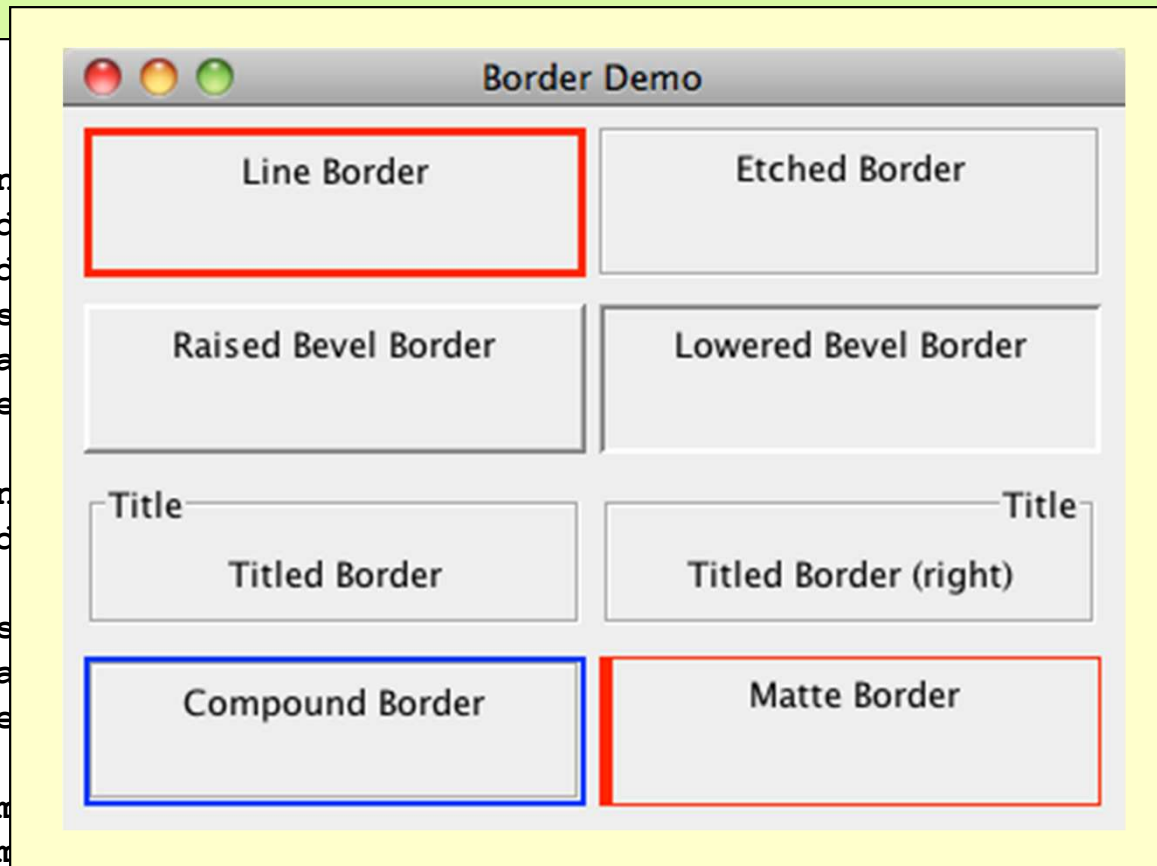 Border Demo
Line Border
Etched Border
Raised Bevel Border
Lowered Bevel Border
Title
Titled Border
Title
Titled Border (right)
Compound Border
Matte Border